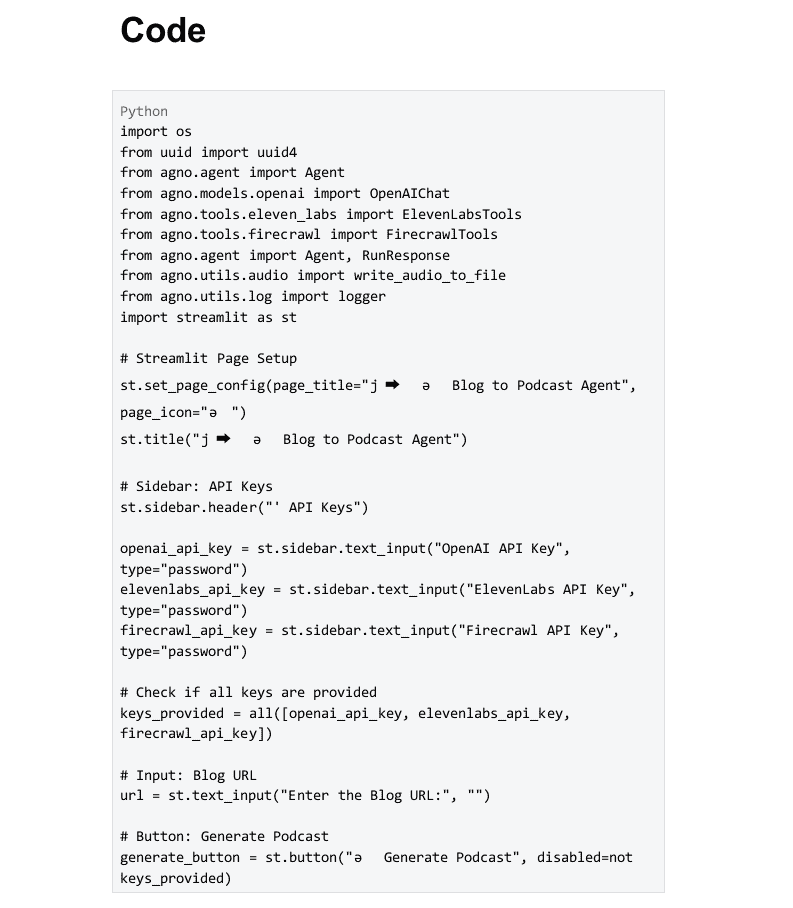 Code
Python
import os
from uuid import uuid4
from agno.agent import Agent
from agno.models.openai import OpenAIChat
from agno.tools.eleven_labs import ElevenLabsTools
from agno.tools.firecrawl import FirecrawlTools
from agno.agent import Agent, RunResponse
from agno.utils.audio import write_audio_to_file
from agno.utils.log import logger
import streamlit as st
# Streamlit Page Setup
st.set_page_config(page_title="j ➡ ə Blog to Podcast Agent",
page_icon="ə ")
st.title("j ➡ ə Blog to Podcast Agent")
# Sidebar: API Keys
st.sidebar.header("' API Keys")
openai_api_key = st.sidebar.text_input("OpenAI API Key",
type="password")
elevenlabs_api_key = st.sidebar.text_input("ElevenLabs API Key",
type="password")
firecrawl_api_key = st.sidebar.text_input("Firecrawl API Key",
type="password")
# Check if all keys are provided
keys_provided = all([openai_api_key, elevenlabs_api_key,
firecrawl_api_key])
# Input: Blog URL
url = st.text_input("Enter the Blog URL:", "")
# Button: Generate Podcast
generate_button = st.button("ə Generate Podcast", disabled=not
keys_provided)